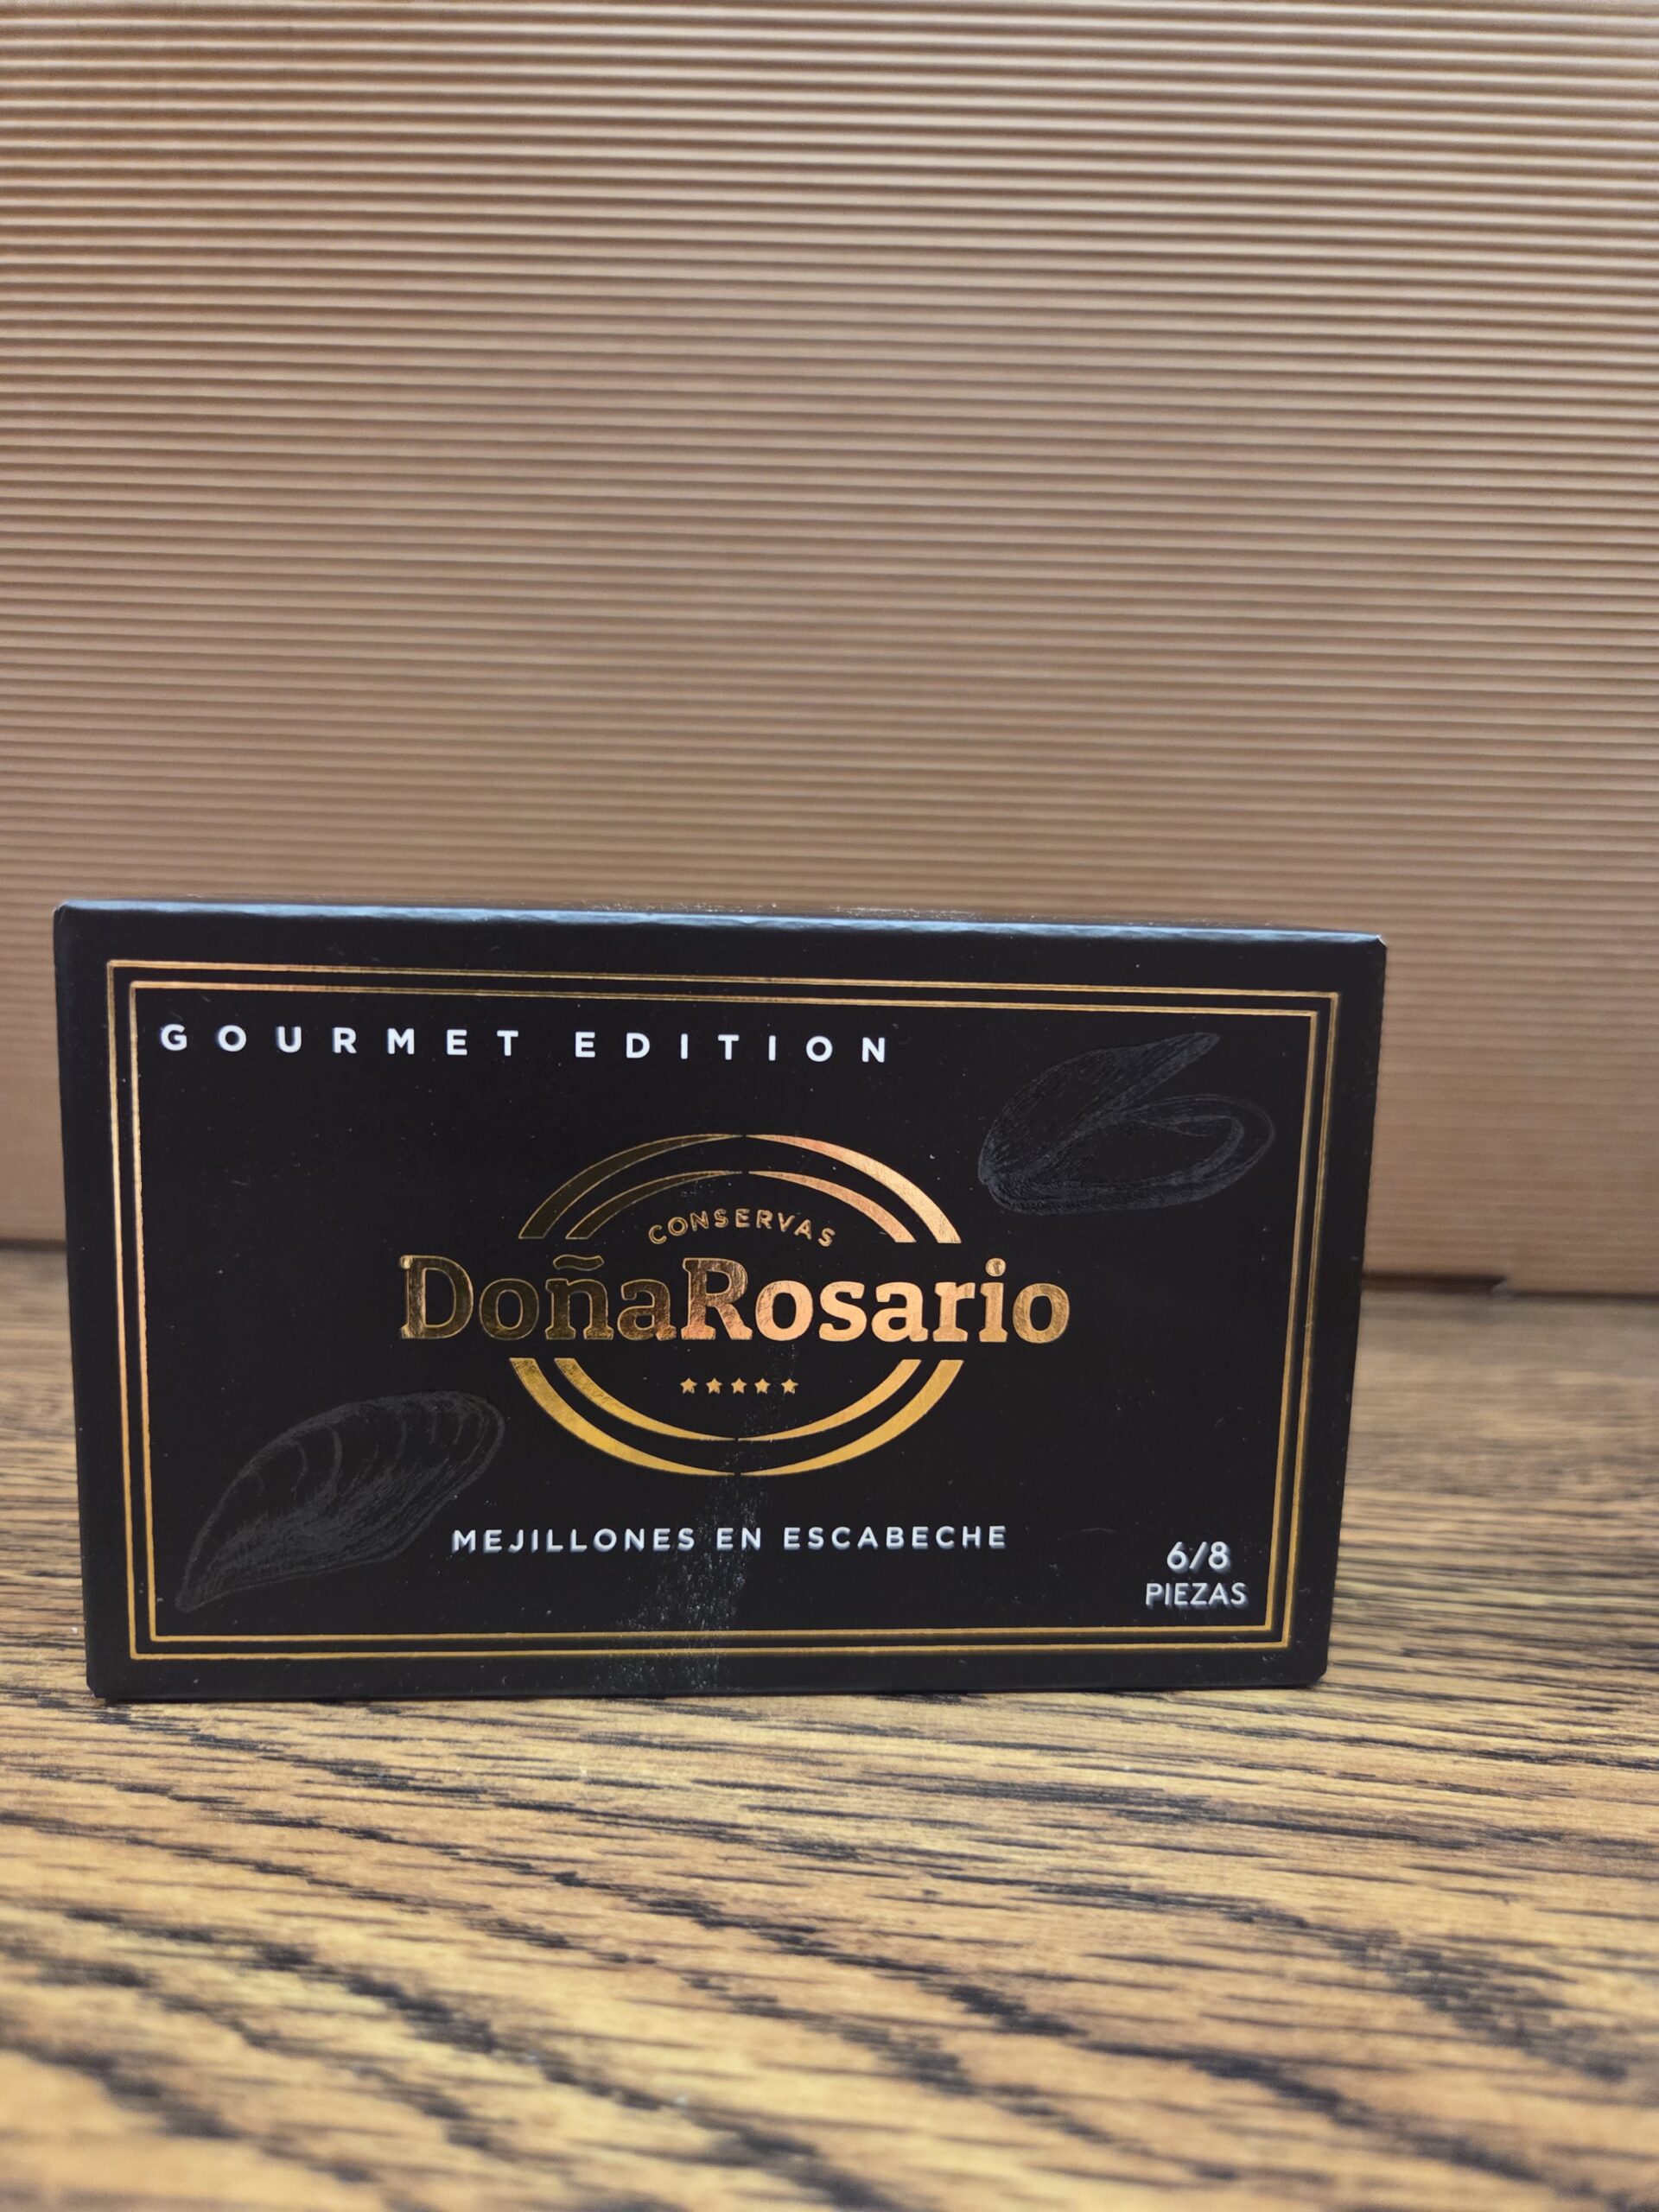 GOURMET EDITION
CONSERVAS
DoñaRosario
MEJILLONES EN ESCABECHE
6/8
PIEZAS